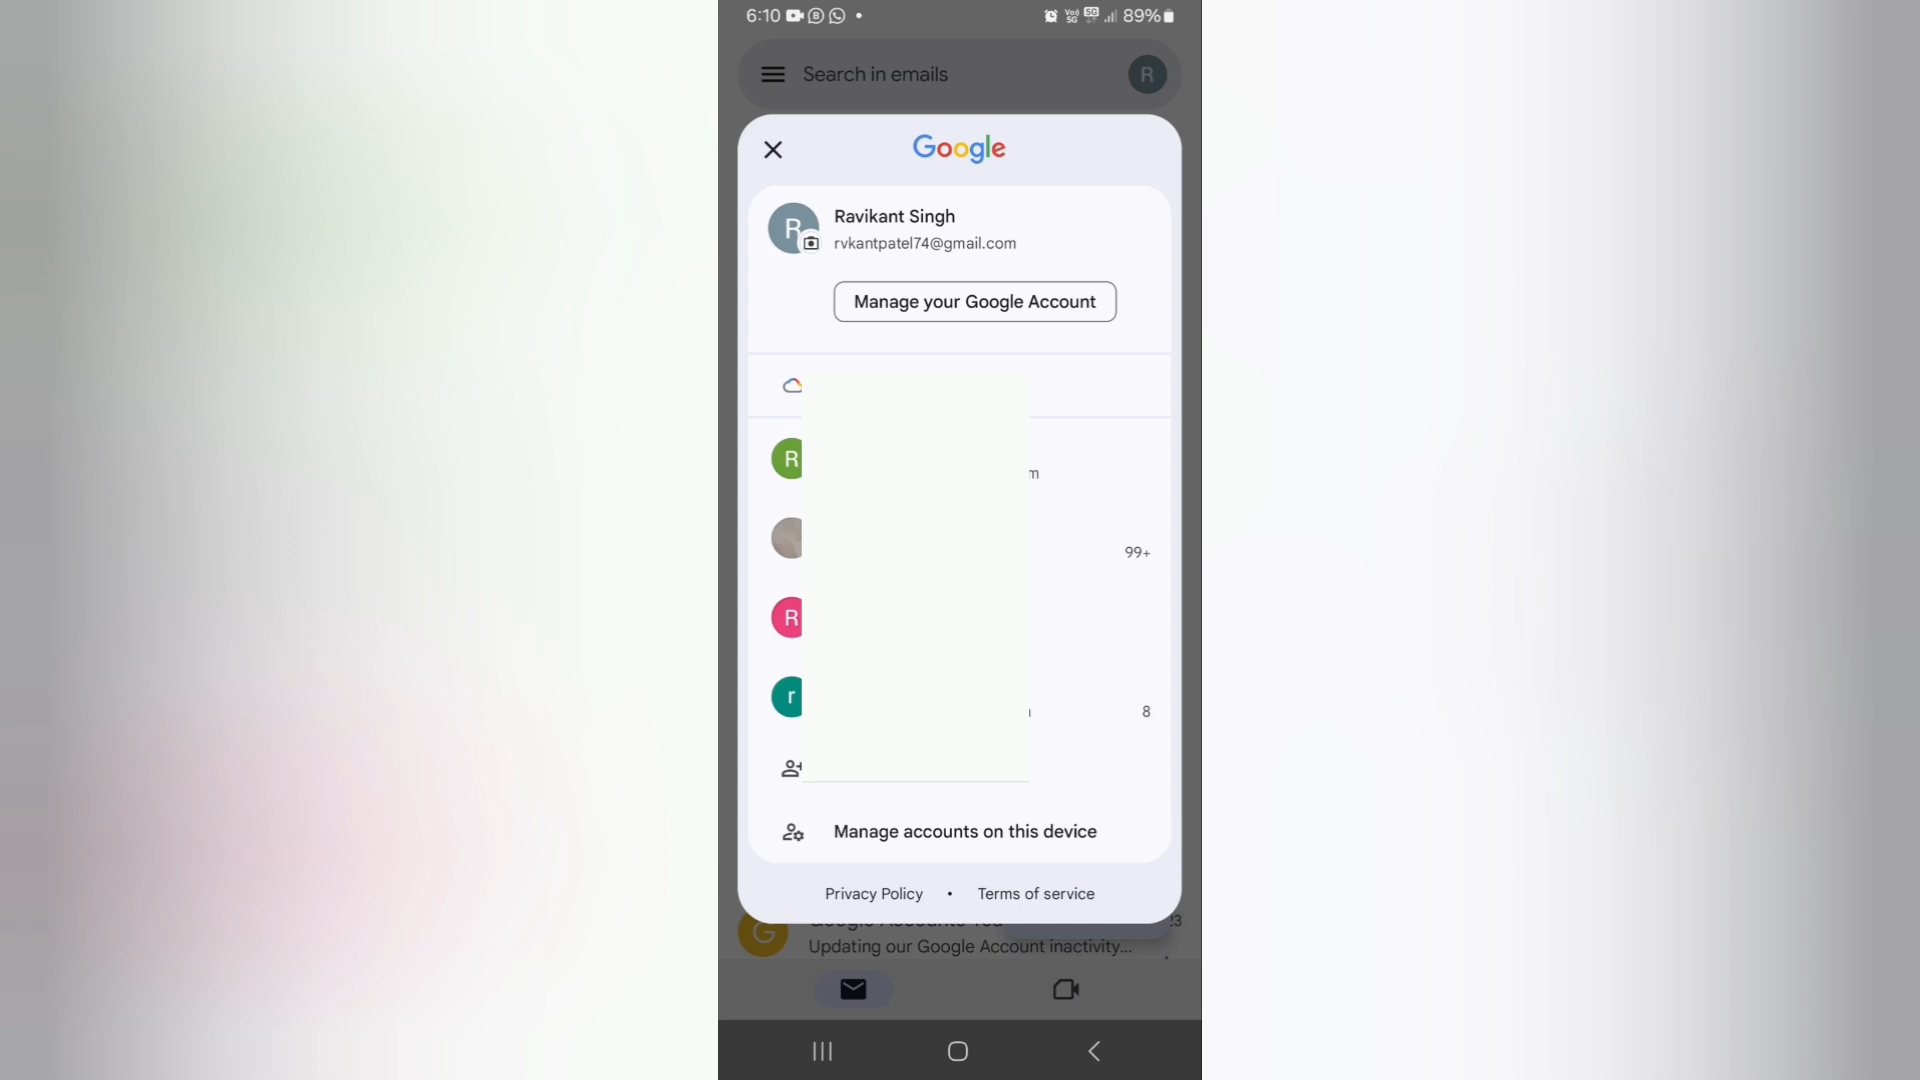 6:10
89%
Search in emails
R
Google
R
Ravikant Singh
rvkantpatel74@gmail.com
Manage your Google Account
R
m
99+
R
r
8
Manage accounts on this device
Privacy Policy • Terms of service
G
23
Updating our Google Account inactivity...